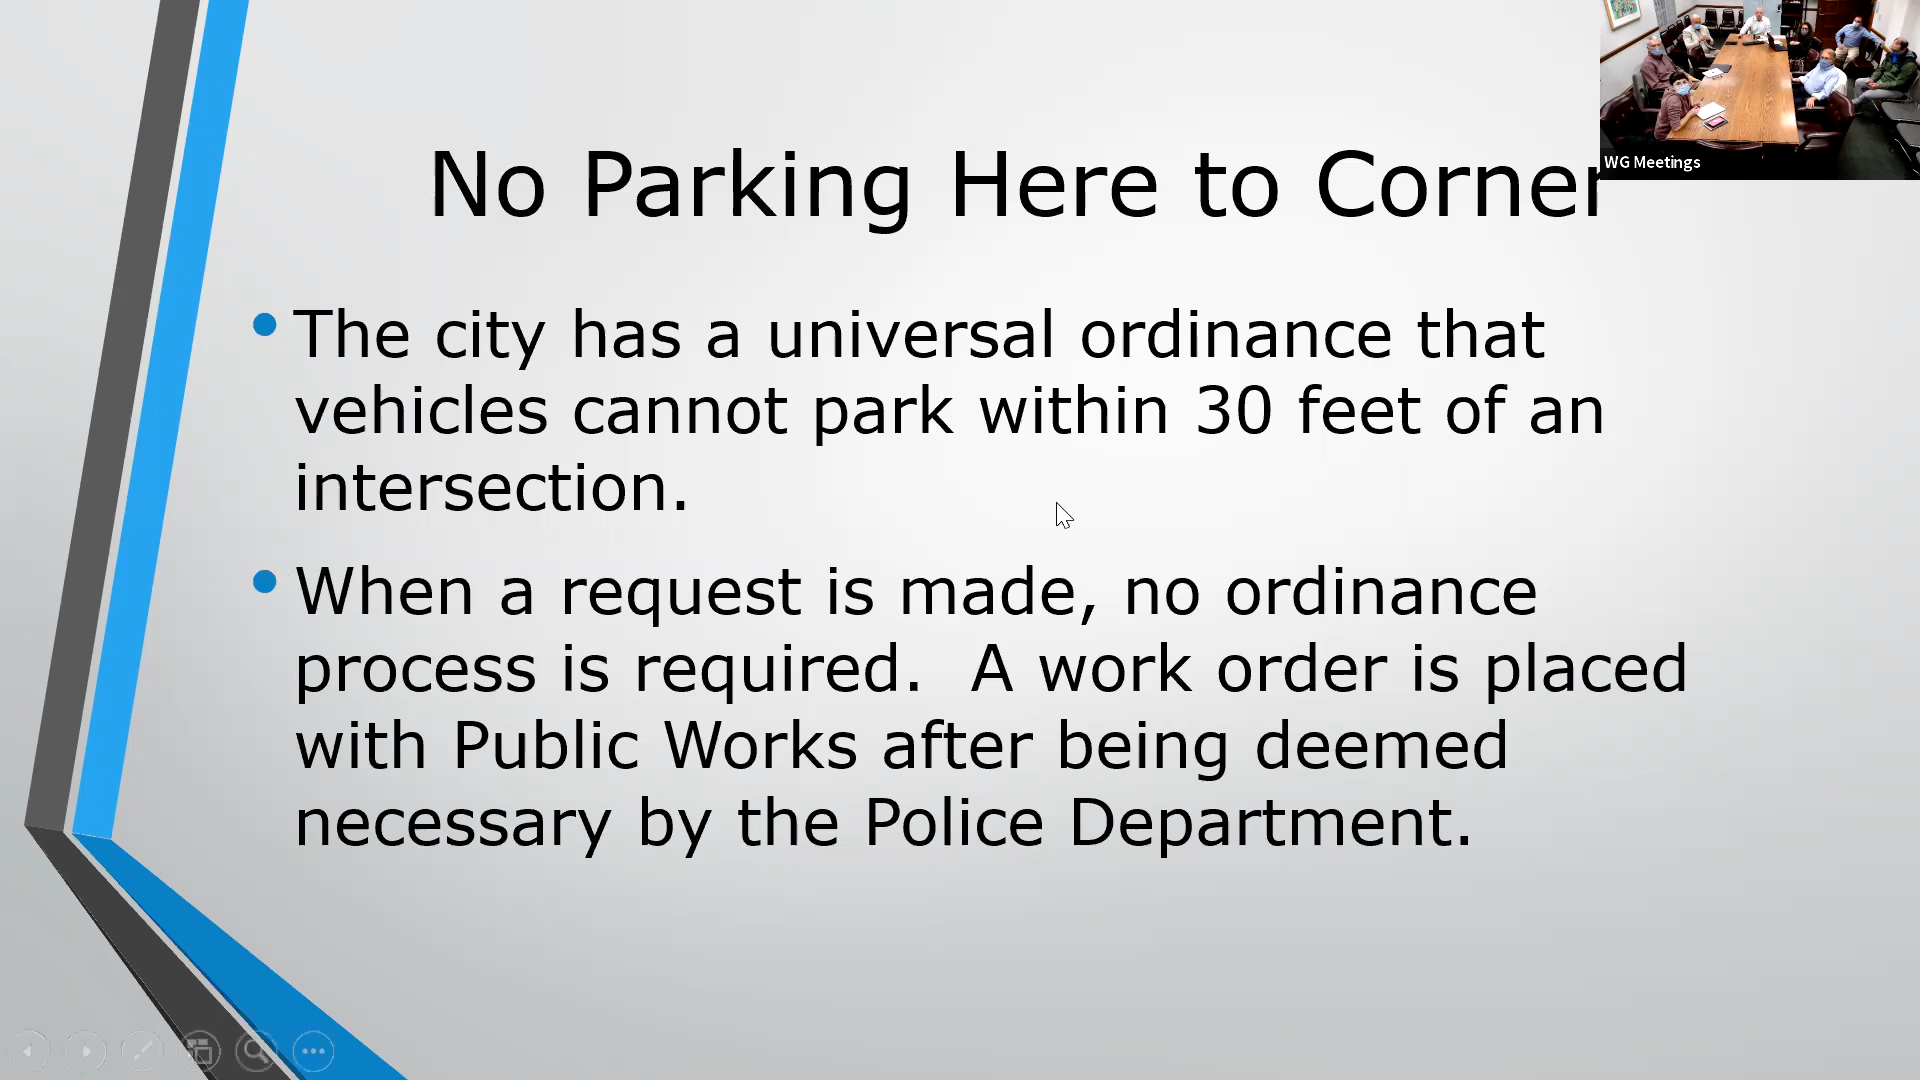 WG Meetings
No Parking Here to Corner
• The city has a universal ordinance that
vehicles cannot park within 30 feet of an
intersection.
• When a request is made, no ordinance
process is required.  A work order is placed
with Public Works after being deemed
necessary by the Police Department.